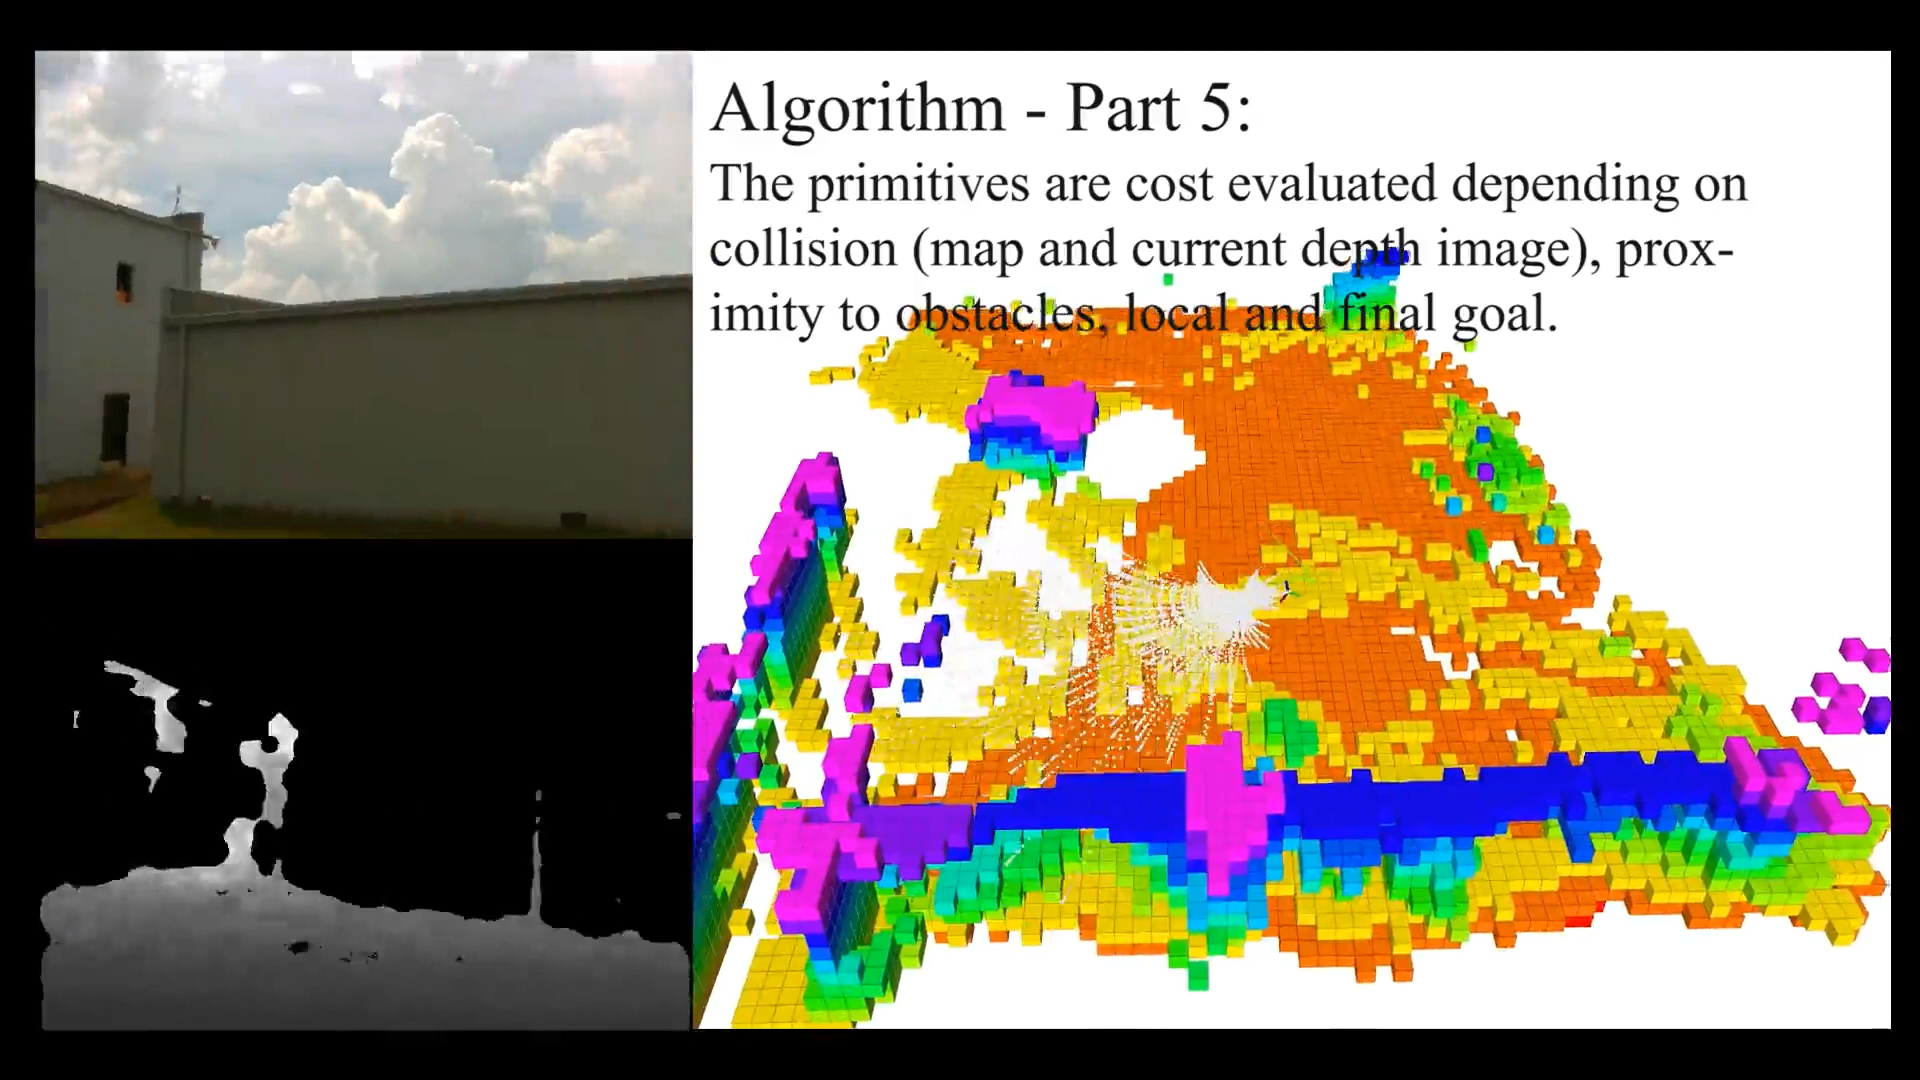 Algorithm - Part 5:
The primitives are cost evaluated depending on
collision (map and current depth image), prox-
imity to obstacles, local and final goal.